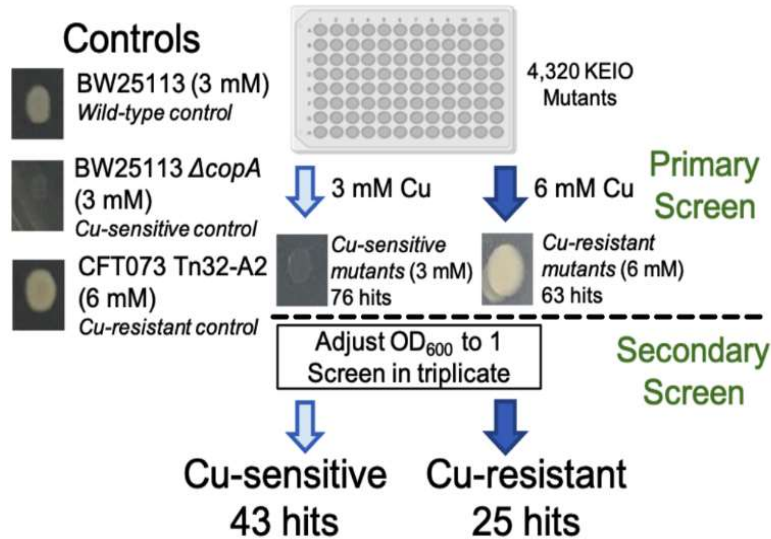 Controls
BW25113 (3 mM)
Wild-type control
BW25113 ΔcopA
(3 mM)
Cu-sensitive control
CFT073 Tn32-A2
(6 mM)
Cu-resistant control
4,320 KEIO
Mutants
3 mM Cu
6 mM Cu
Primary
Screen
Cu-sensitive
mutants (3 mM)
76 hits
Cu-resistant
mutants (6 mM)
63 hits
Adjust OD600 to 1
Screen in triplicate
Secondary
Screen
Cu-sensitive
43 hits
Cu-resistant
25 hits